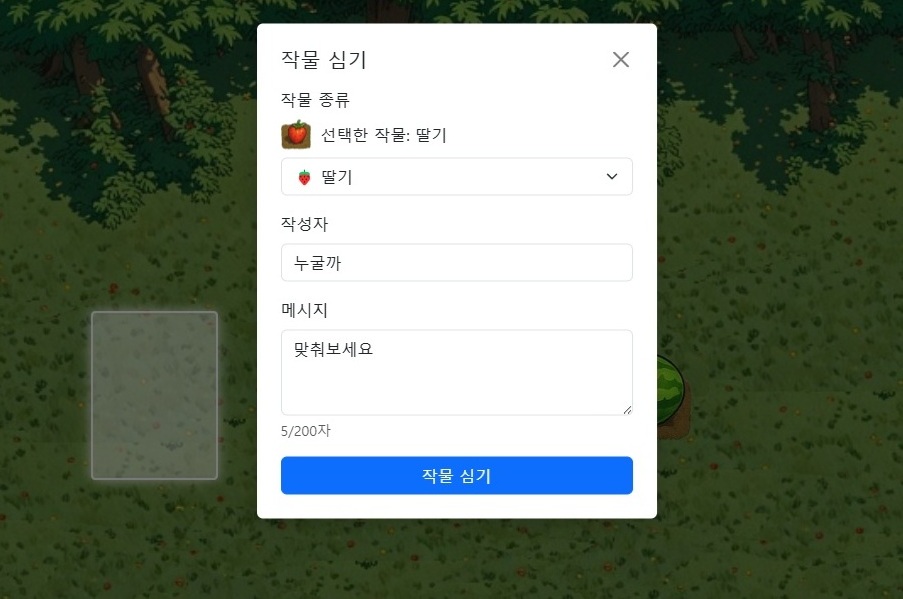 작물 심기
작물 종류
선택한 작물: 딸기
딸기
작성자
누굴까
메시지
맞춰보세요
5/200자
작물 심기